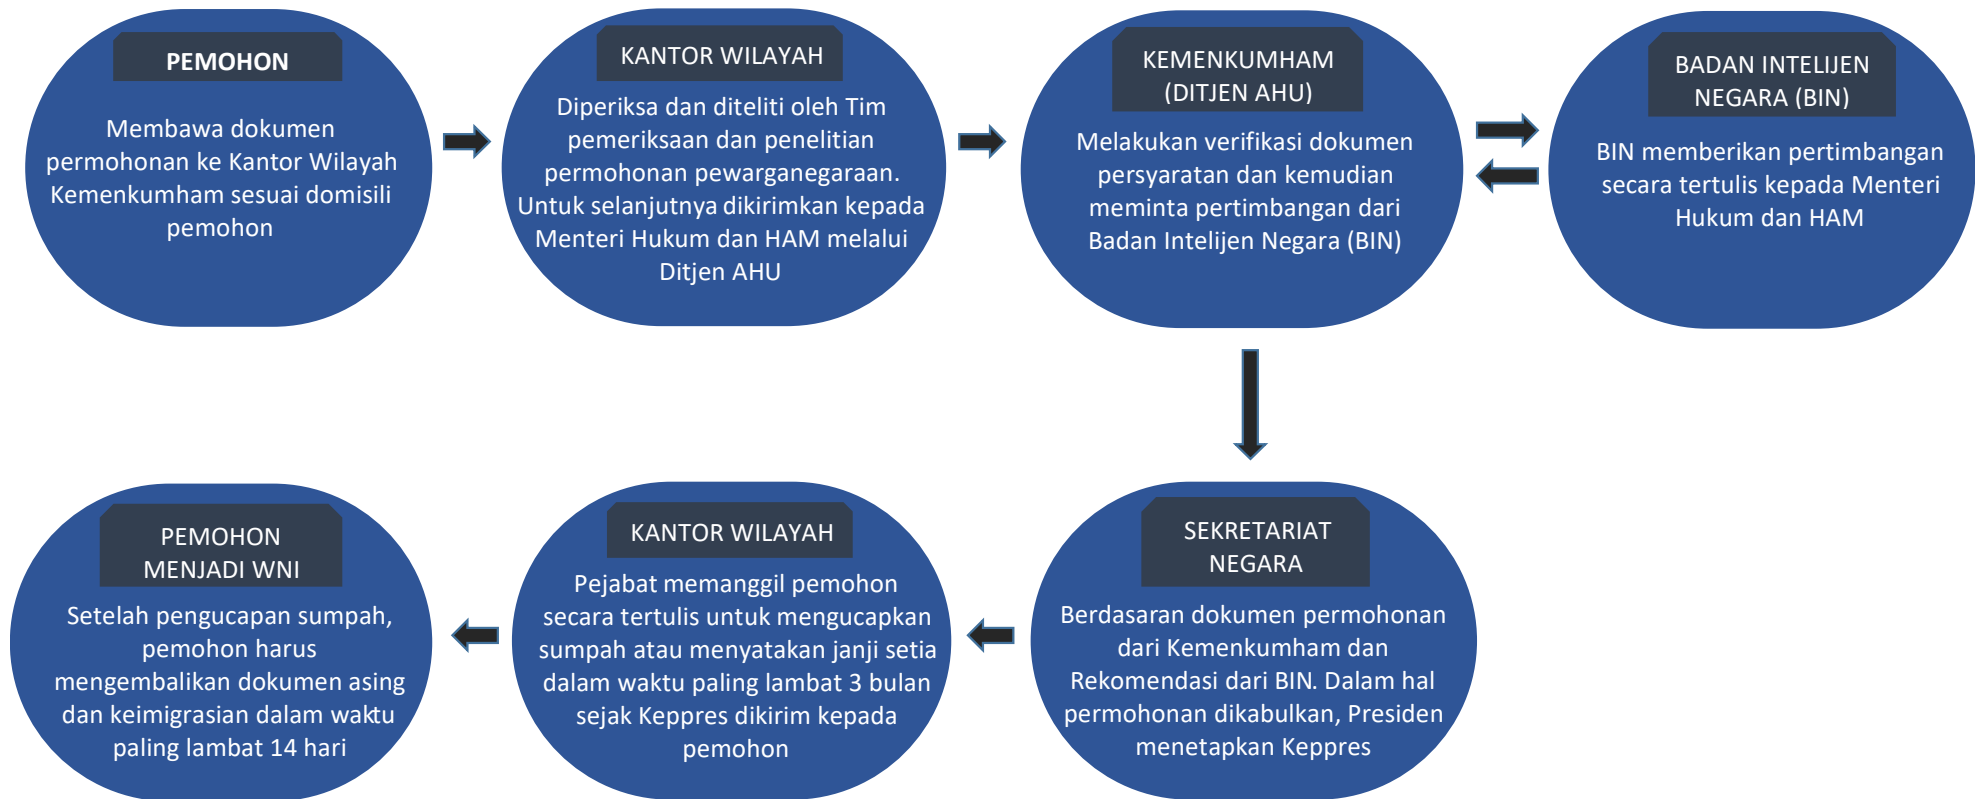 PEMOHON
Membawa dokumen
permohonan ke Kantor Wilayah
Kemenkumham sesuai domisili
pemohon
KANTOR WILAYAH
Diperiksa dan diteliti oleh Tim
pemeriksaan dan penelitian
permohonan pewarganegaraan.
Untuk selanjutnya dikirimkan kepada
Menteri Hukum dan HAM melalui
Ditjen AHU
KEMENKUMHAM
(DITJEN AHU)
Melakukan verifikasi dokumen
persyaratan dan kemudian
meminta pertimbangan dari
Badan Intelijen Negara (BIN)
BADAN INTELIJEN
NEGARA (BIN)
BIN memberikan pertimbangan
secara tertulis kepada Menteri
Hukum dan HAM
SEKRETARIAT
NEGARA
Berdasaran dokumen permohonan
dari Kemenkumham dan
Rekomendasi dari BIN. Dalam hal
permohonan dikabulkan, Presiden
menetapkan Keppres
KANTOR WILAYAH
Pejabat memanggil pemohon
secara tertulis untuk mengucapkan
sumpah atau menyatakan janji setia
dalam waktu paling lambat 3 bulan
sejak Keppres dikirim kepada
pemohon
PEMOHON
MENJADI WNI
Setelah pengucapan sumpah,
pemohon harus
mengembalikan dokumen asing
dan keimigrasian dalam waktu
paling lambat 14 hari